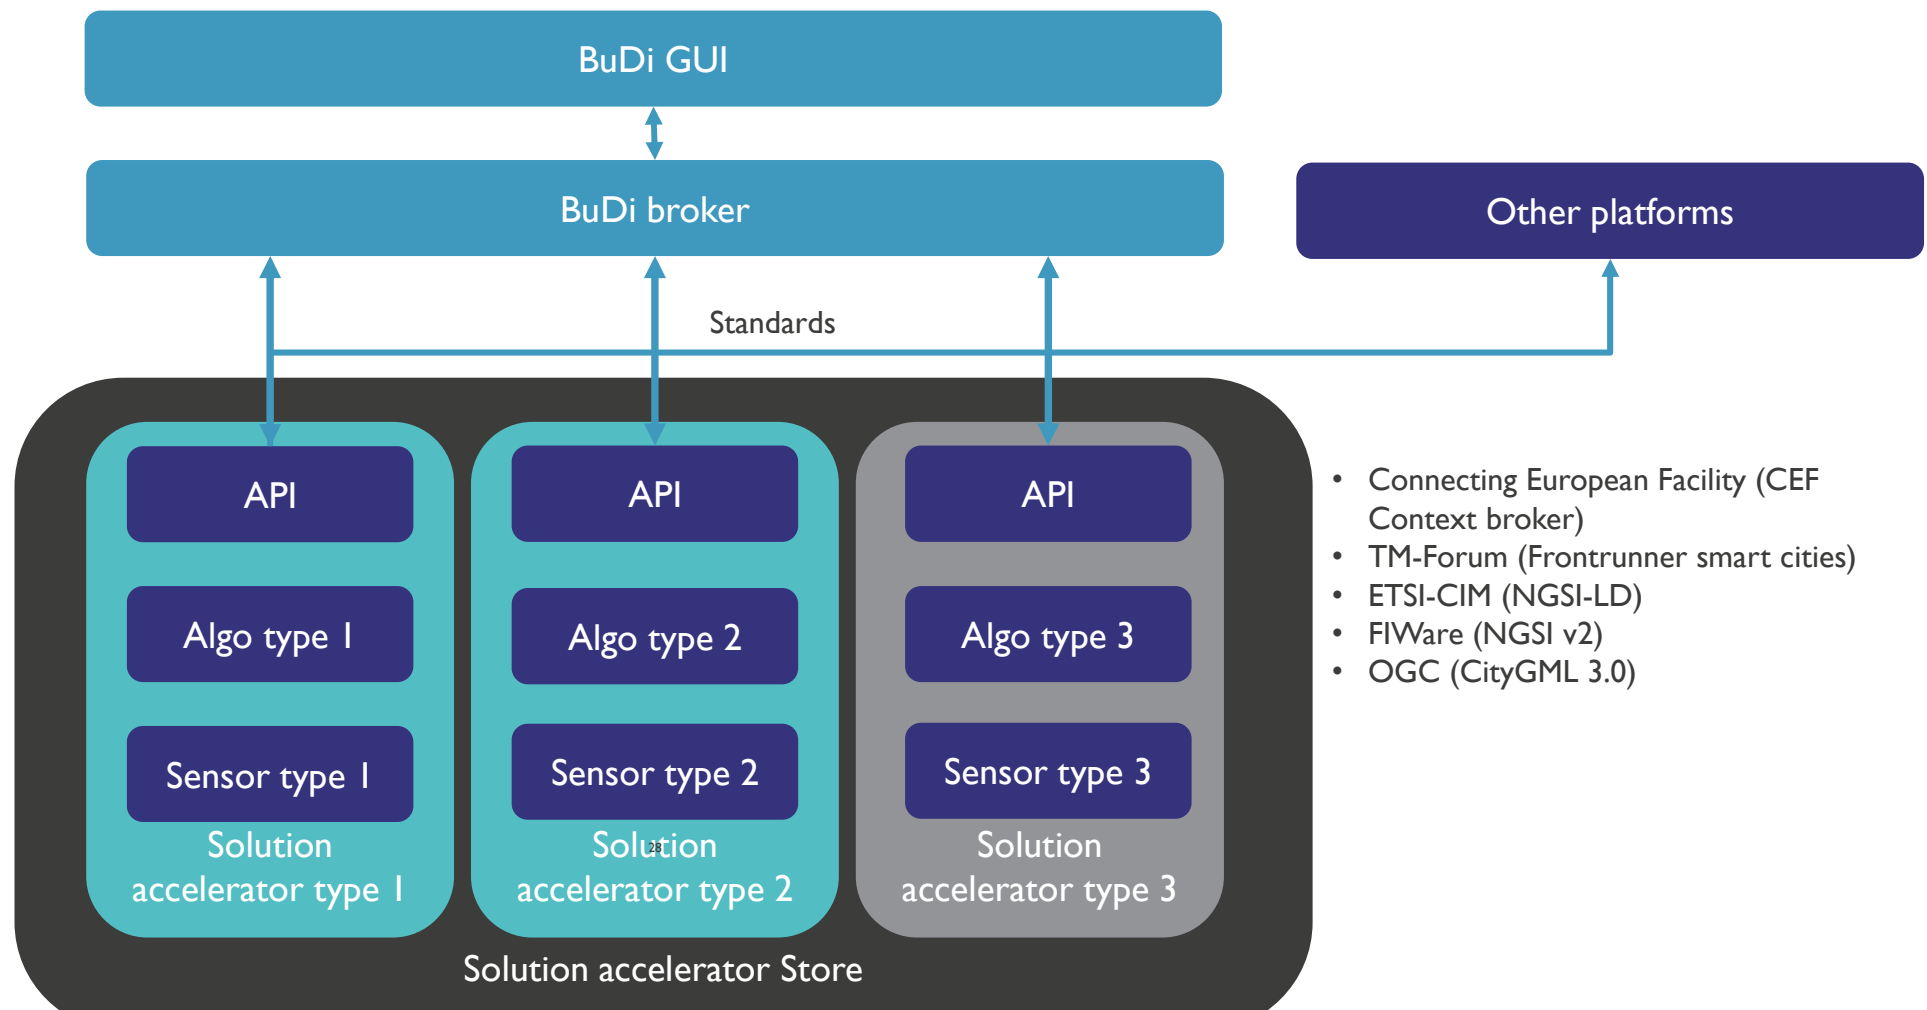 BuDi GUI
BuDi broker
Other platforms
Standards
API
API
API
Algo type 1
Algo type 2
Algo type 3
Sensor type 1
Sensor type 2
Sensor type 3
Solution
accelerator type 1
Solution
accelerator type 2
Solution
accelerator type 3
28
Solution accelerator Store
• Connecting European Facility (CEF
Context broker)
• TM-Forum (Frontrunner smart cities)
• ETSI-CIM (NGSI-LD)
• FIWare (NGSI v2)
• OGC (CityGML 3.0)